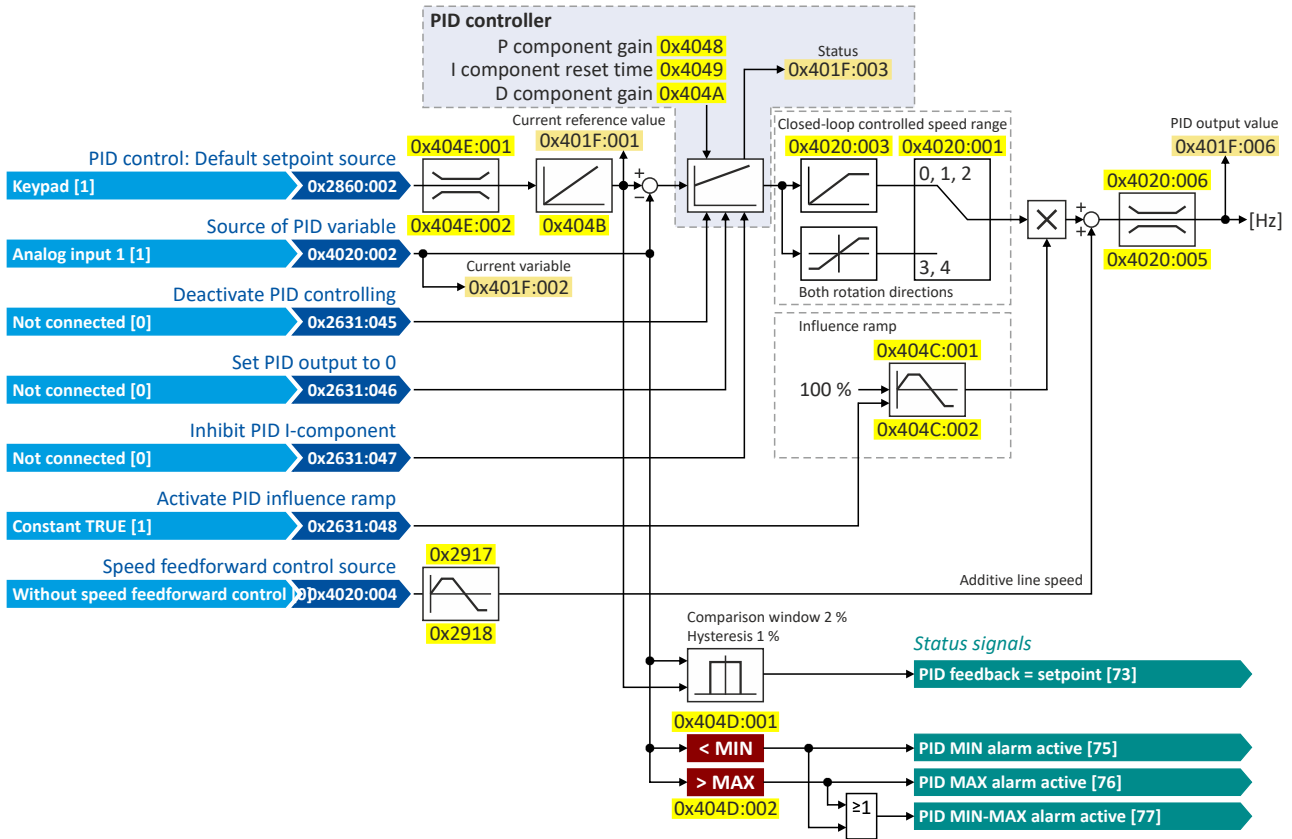 PID controller
P component gain 0x4048
I component reset time 0x4049
D component gain 0x404A
Status
0x401F:003
Current reference value
0x401F:001
Closed-loop controlled speed range
PID output value
0x401F:006
0x404E:001
0x4020:003
0x4020:001
PID control: Default setpoint source
Keypad [1]
0x2860:002
+
−
0, 1, 2
0x4020:006
0x404E:002
0x404B
×
+
+
[Hz]
Source of PID variable
Analog input 1 [1]
0x4020:002
3, 4
0x4020:005
Current variable
0x401F:002
Both rotation directions
Deactivate PID controlling
Not connected [0]
0x2631:045
Influence ramp
0x404C:001
Set PID output to 0
Not connected [0]
0x2631:046
100 %
0x404C:002
Inhibit PID I-component
Not connected [0]
0x2631:047
Activate PID influence ramp
Constant TRUE [1]
0x2631:048
Speed feedforward control source
0x2917
Without speed feedforward control [0]
0x4020:004
Additive line speed
0x2918
Comparison window 2 %
Hysteresis 1 %
Status signals
PID feedback = setpoint [73]
0x404D:001
< MIN
PID MIN alarm active [75]
> MAX
PID MAX alarm active [76]
0x404D:002
≥1
PID MIN-MAX alarm active [77]